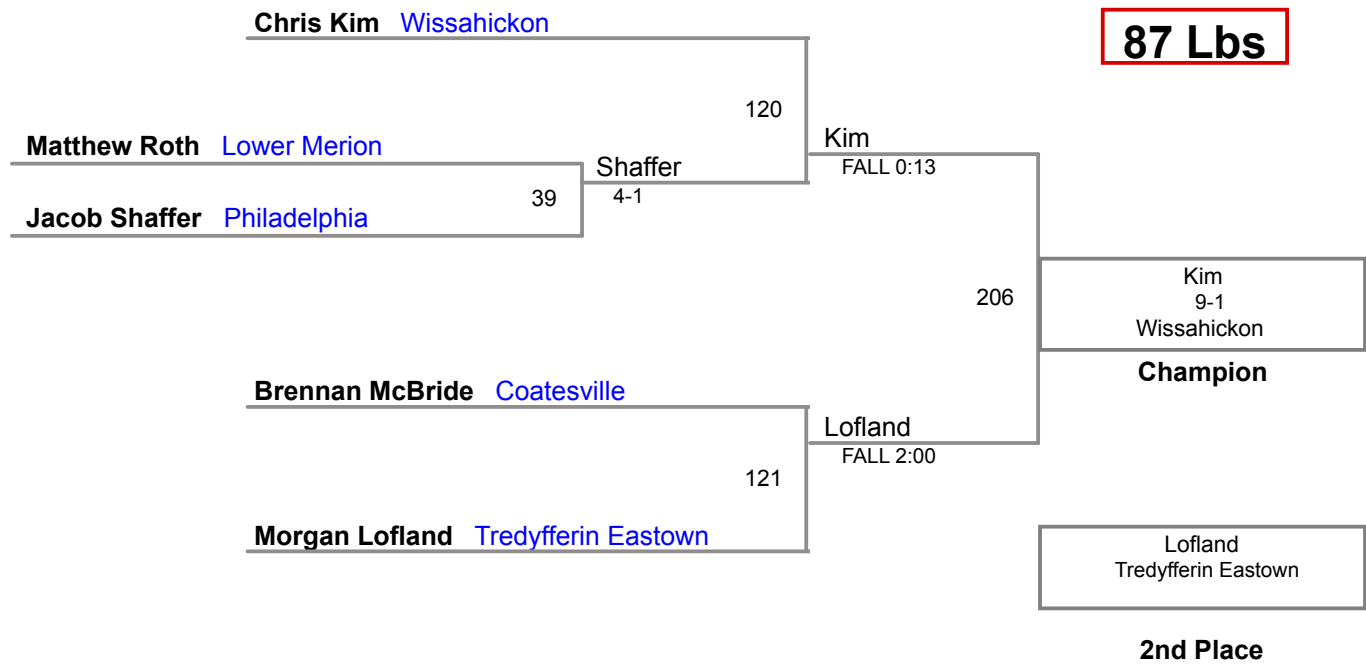 Chris Kim Wissahickon
87 Lbs
120
Matthew Roth Lower Merion
Kim
FALL 0:13
Shaffer
4-1
39
Jacob Shaffer Philadelphia
206
Kim
9-1
Wissahickon
Champion
Brennan McBride Coatesville
Lofland
FALL 2:00
121
Morgan Lofland Tredyfferin Eastown
Lofland
Tredyfferin Eastown
2nd Place